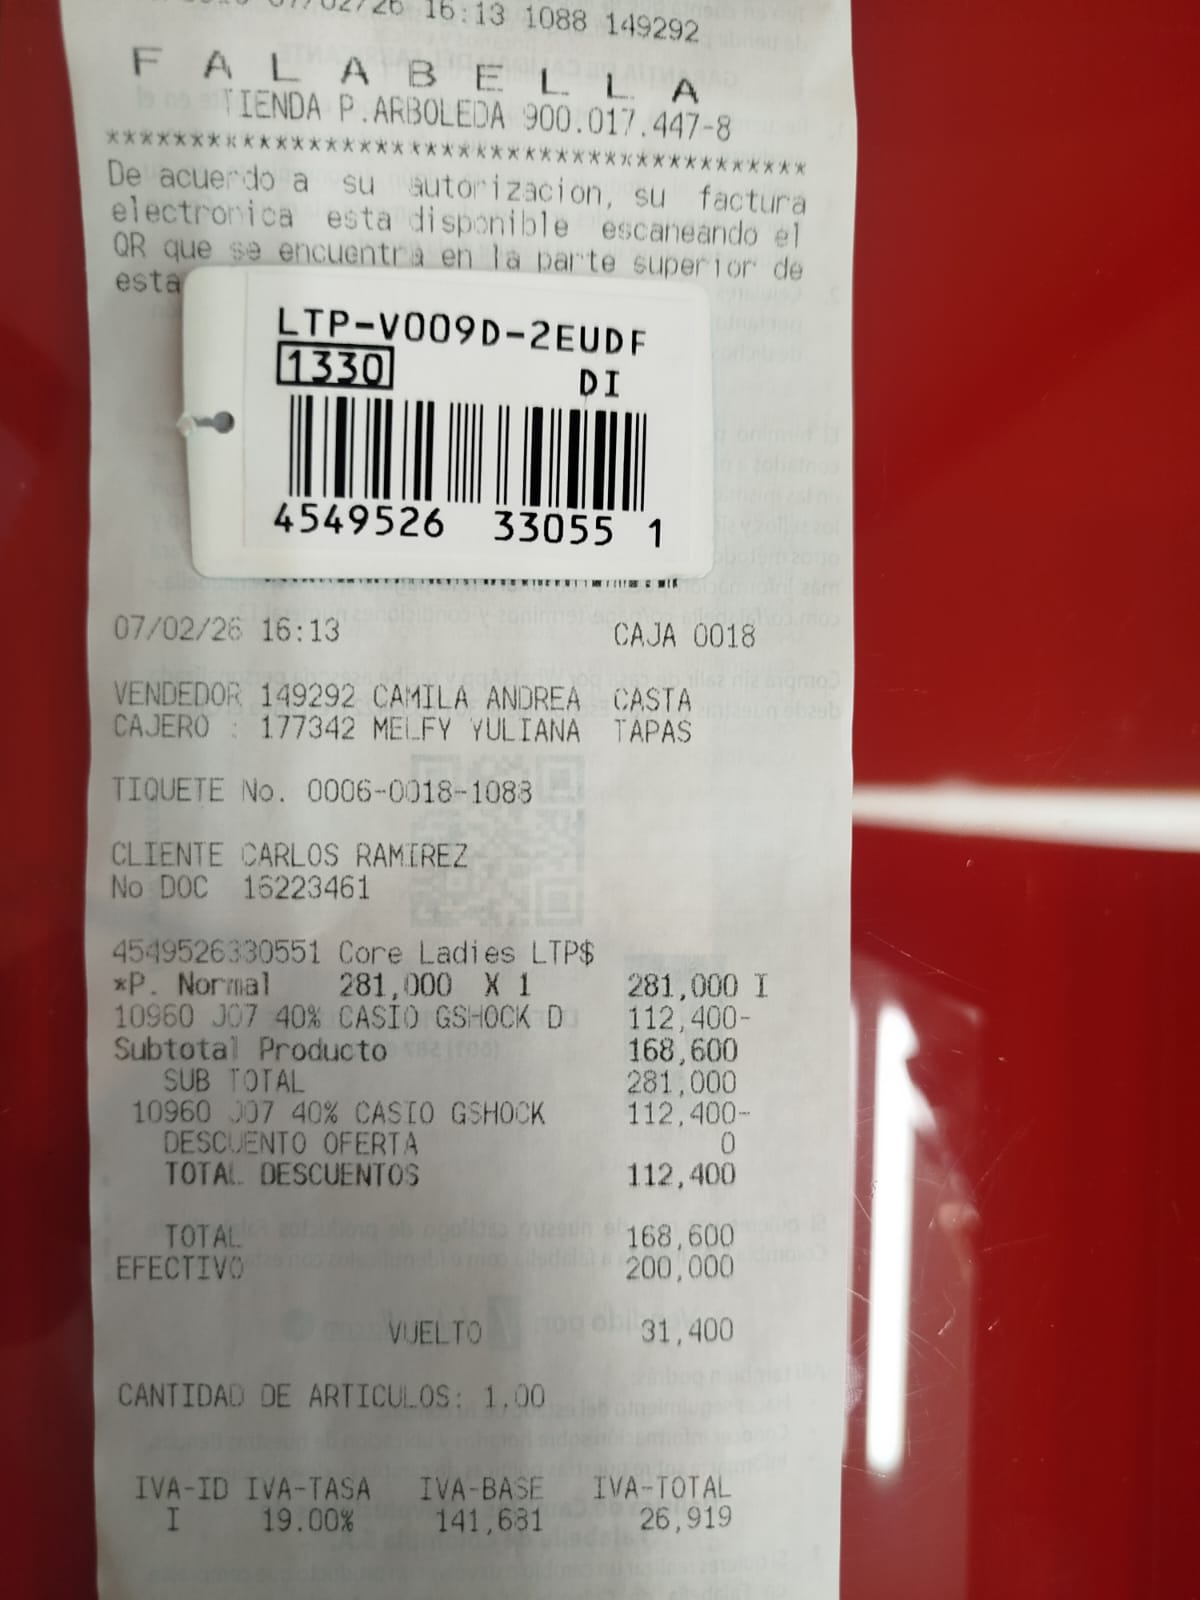 07/02/26 16:13 1088 149292
F A L A B E L L A
TIENDA P.ARBOLEDA 900.017.447-8
******************************************
De acuerdo a su autorizacion, su factura
electronica esta disponible escaneando el
QR que se encuentra en la parte superior de
esta
LTP-V009D-2EUDF
1330 DI
4549526 33055 1
07/02/26 16:13 CAJA 0018
VENDEDOR 149292 CAMILA ANDREA CASTA
CAJERO : 177342 MELFY YULIANA TAPAS
TIQUETE No. 0006-0018-1088
CLIENTE CARLOS RAMIREZ
No DOC 16223461
4549526330551 Core Ladies LTP$
*P. Normal 281,000 X 1 281,000 I
10960 J07 40% CASIO GSHOCK D 112,400-
Subtotal Producto 168,600
SUB TOTAL 281,000
10960 J07 40% CASIO GSHOCK 112,400-
DESCUENTO OFERTA 0
TOTAL DESCUENTOS 112,400
TOTAL 168,600
EFECTIVO 200,000
VUELTO 31,400
CANTIDAD DE ARTICULOS: 1.00
IVA-ID IVA-TASA IVA-BASE IVA-TOTAL
I 19.00% 141,681 26,919